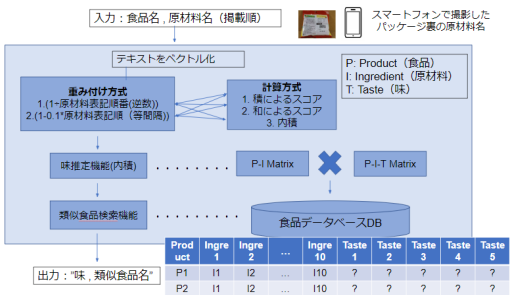 入力：食品名 , 原材料名（掲載順）
スマートフォンで撮影した
パッケージ裏の原材料名
テキストをベクトル化
P: Product（食品）
I: Ingredient（原材料）
T: Taste（味）
重み付け方式
1.(1÷原材料表記順番(逆数))
2.(1-0.1*原材料表記順（等間隔))
計算方式
1. 積によるスコア
2. 和によるスコア
3. 内積
味推定機能(内積)
P-I Matrix
P-I-T Matrix
類似食品検索機能
食品データベースDB
出力：”味 , 類似食品名”
Prod uct Ingre 1 Ingre 2 … Ingre 10 Taste 1 Taste 2 Taste 3 Taste 4 Taste 5
P1 I1 I2 … I10 ? ? ? ? ?
P2 I1 I2 … I10 ? ? ? ? ?